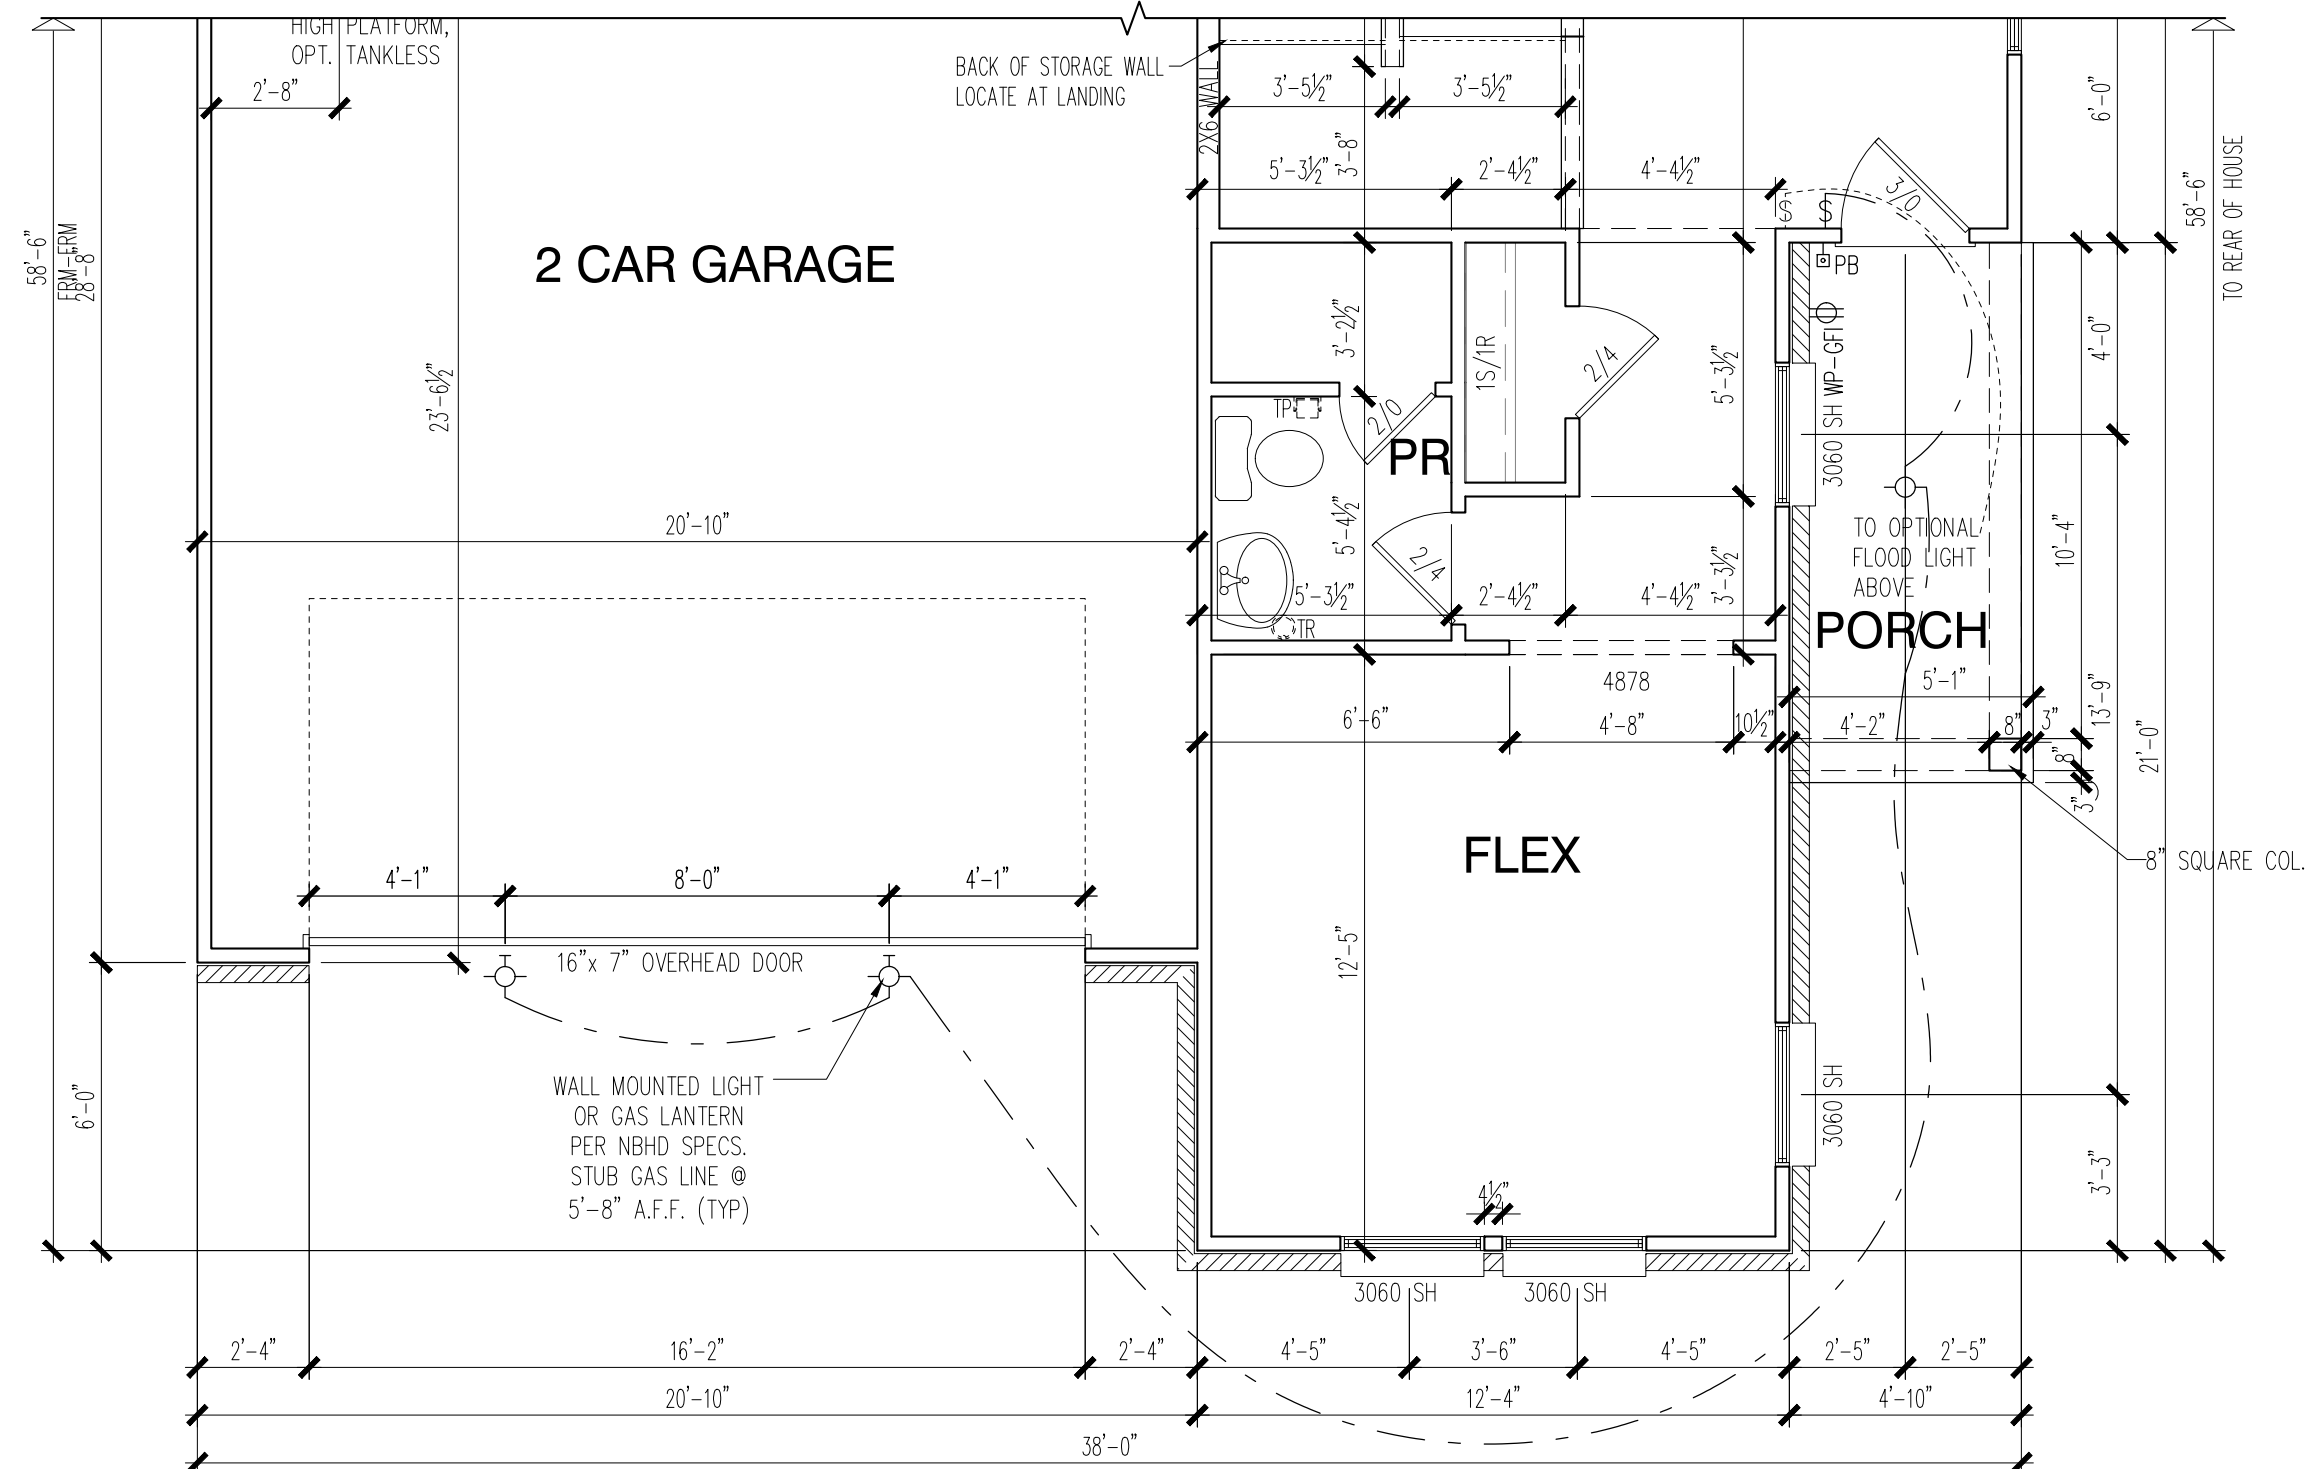 HIGH PLATFORM,
OPT. TANKLESS
2'-8"
BACK OF STORAGE WALL
LOCATE AT LANDING
2X6 WALL
3'-5½"
3'-5½"
3'-8"
5'-3½"
2'-4½"
4'-4½"
3/0
S
S
PB
6'-0"
58'-6"
TO REAR OF HOUSE
58'-6"
FRM-FRM
28'-8"
2 CAR GARAGE
23'-6½"
3'-2½"
1S/1R
2/4
5'-3½"
WP-GFI
3060 SH
4'-0"
TP
2/0
PR
20'-10"
5'-4½"
2/4
5'-3½"
2'-4½"
4'-4½"
3'-3½"
TR
TO OPTIONAL
FLOOD LIGHT
ABOVE
10'-4"
PORCH
4878
5'-1"
6'-6"
4'-8"
10½"
4'-2"
8"
3"
13'-9"
21'-0"
8"
3"
FLEX
8" SQUARE COL.
4'-1"
8'-0"
4'-1"
16"x 7" OVERHEAD DOOR
12'-5"
6'-0"
WALL MOUNTED LIGHT
OR GAS LANTERN
PER NBHD SPECS.
STUB GAS LINE @
5'-8" A.F.F. (TYP)
3060 SH
3'-3"
4½"
3060 SH
3060 SH
2'-4"
16'-2"
2'-4"
4'-5"
3'-6"
4'-5"
2'-5"
2'-5"
20'-10"
12'-4"
4'-10"
38'-0"